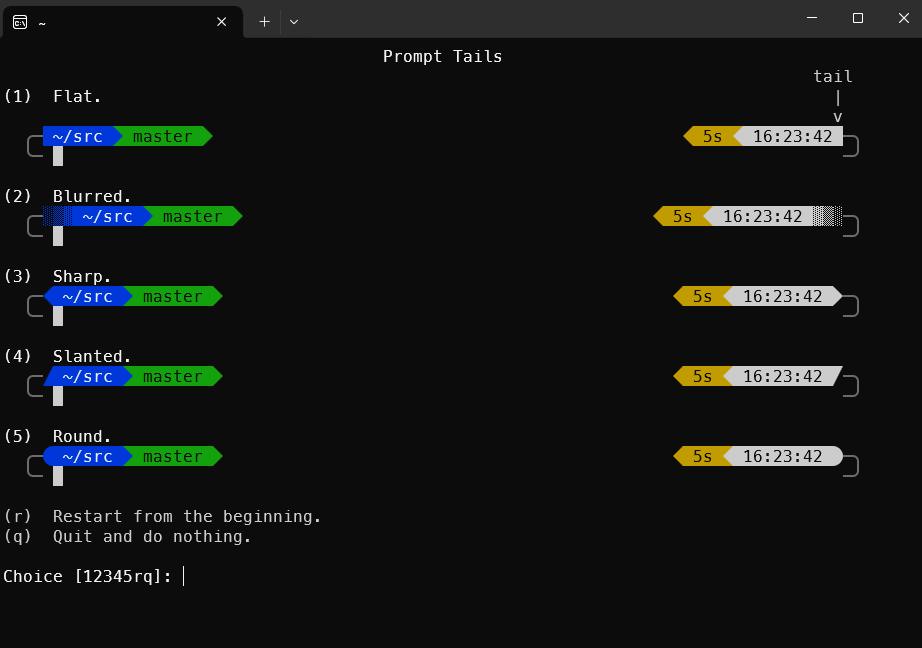 ~
Prompt Tails
tail
(1) Flat. |
v
~/src master 5s 16:23:42
(2) Blurred.
~/src master 5s 16:23:42
(3) Sharp.
~/src master 5s 16:23:42
(4) Slanted.
~/src master 5s 16:23:42
(5) Round.
~/src master 5s 16:23:42
(r) Restart from the beginning.
(q) Quit and do nothing.
Choice [12345rq]: